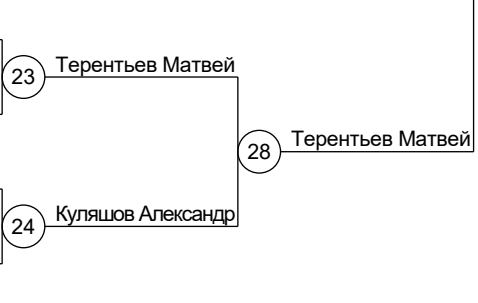 23 Терентьев Матвей
28 Терентьев Матвей
24 Куляшов Александр